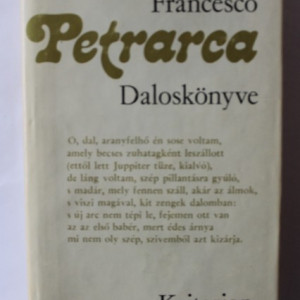 Francesco
Petrarca
Daloskönyve
O, dal, aranyfelhő én sose voltam,
amely becses zuhatagként leszállott
(ettől lett Juppiter tüze, kialvó),
de láng voltam, szép pillantásra gyúló,
s madár, mely fennen száll, akár az álmok,
s viszi magával, kit zengek dalomban:
s új arc nem tépi le, fejemen ott van
az az első babér, mert édes árnya
mi nem oly szép, szívemből azt kizárja.